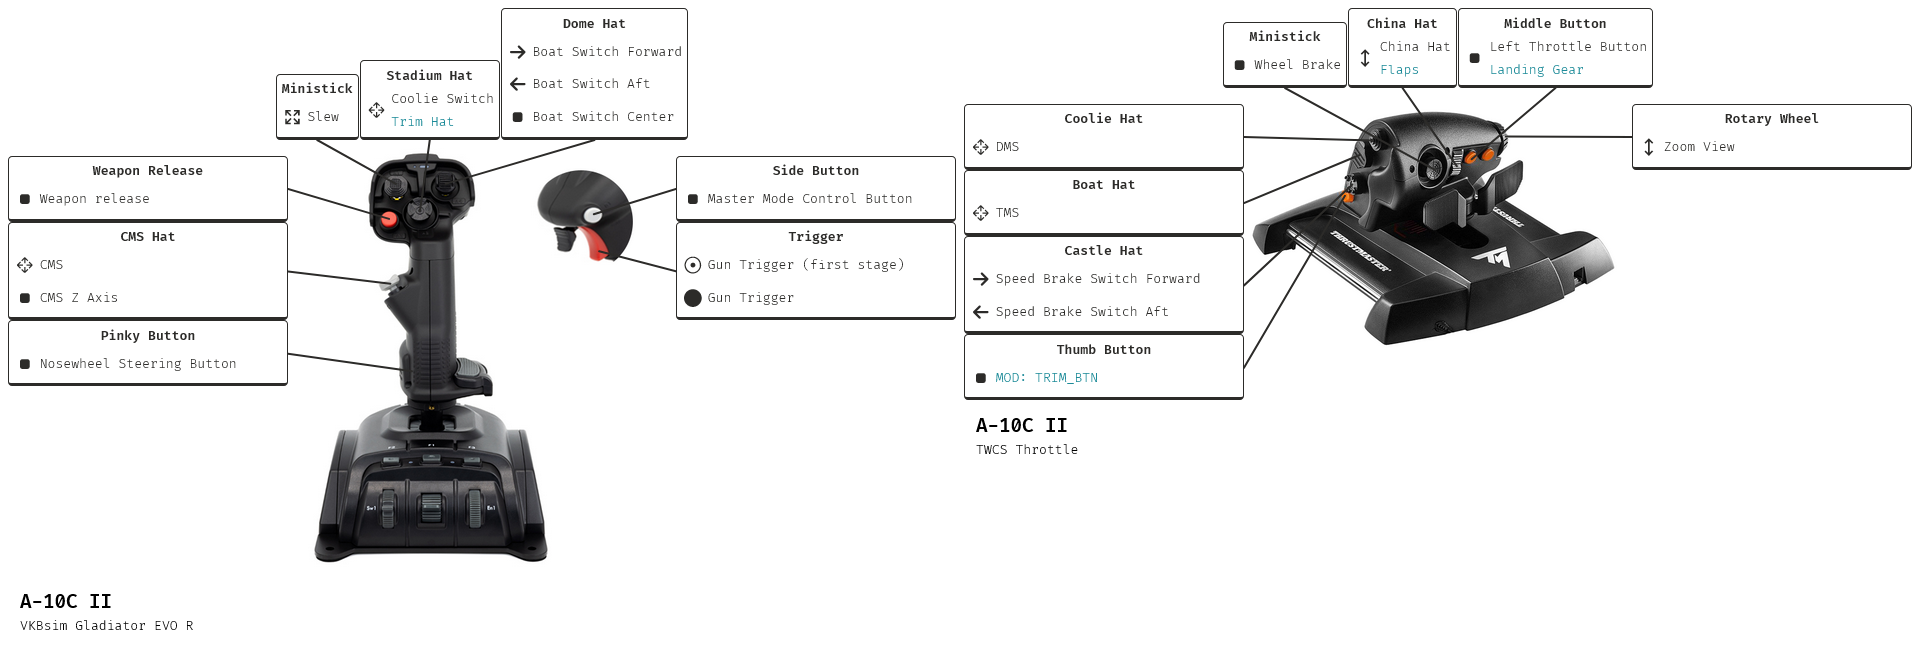 Dome Hat
Boat Switch Forward
Boat Switch Aft
Boat Switch Center
Stadium Hat
Coolie Switch
Trim Hat
Ministick
Slew
Weapon Release
Weapon release
CMS Hat
CMS
CMS Z Axis
Pinky Button
Nosewheel Steering Button
Side Button
Master Mode Control Button
Trigger
Gun Trigger (first stage)
Gun Trigger
Sw1
En1
F1
A-10C II
VKBsim Gladiator EVO R
Ministick
Wheel Brake
China Hat
China Hat
Flaps
Middle Button
Left Throttle Button
Landing Gear
Coolie Hat
DMS
Boat Hat
TMS
Castle Hat
Speed Brake Switch Forward
Speed Brake Switch Aft
Thumb Button
MOD: TRIM_BTN
Rotary Wheel
Zoom View
THRUSTMASTER
A-10C II
TWCS Throttle